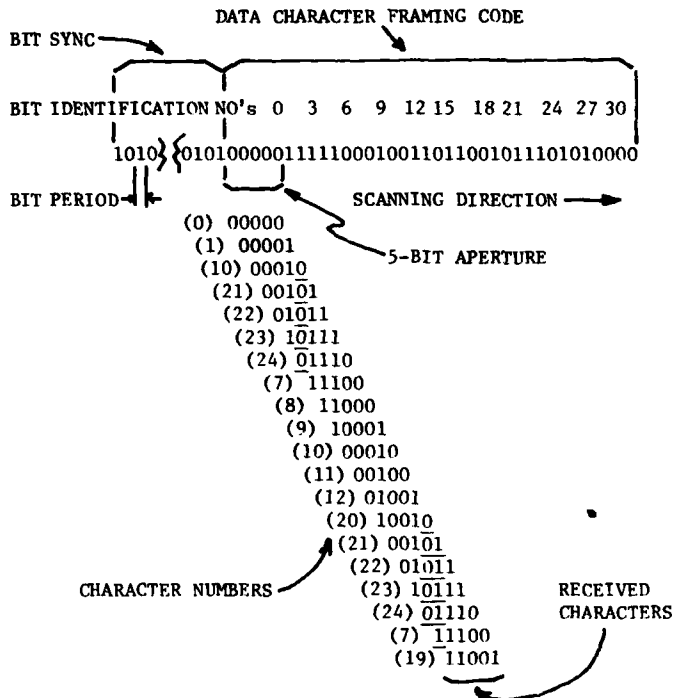 DATA CHARACTER FRAMING CODE
BIT SYNC
BIT IDENTIFICATION NO's 0 3 6 9 12 15 18 21 24 27 30
1010 0101000001111100010011011001011101010000
BIT PERIOD
SCANNING DIRECTION
(0) 00000
(1) 00001
5-BIT APERTURE
(10) 00010
(21) 00101
(22) 01011
(23) 10111
(24) 01110
(7) 11100
(8) 11000
(9) 10001
(10) 00010
(11) 00100
(12) 01001
(20) 10010
(21) 00101
(22) 01011
CHARACTER NUMBERS
(23) 10111
RECEIVED
(24) 01110
CHARACTERS
(7) 11100
(19) 11001